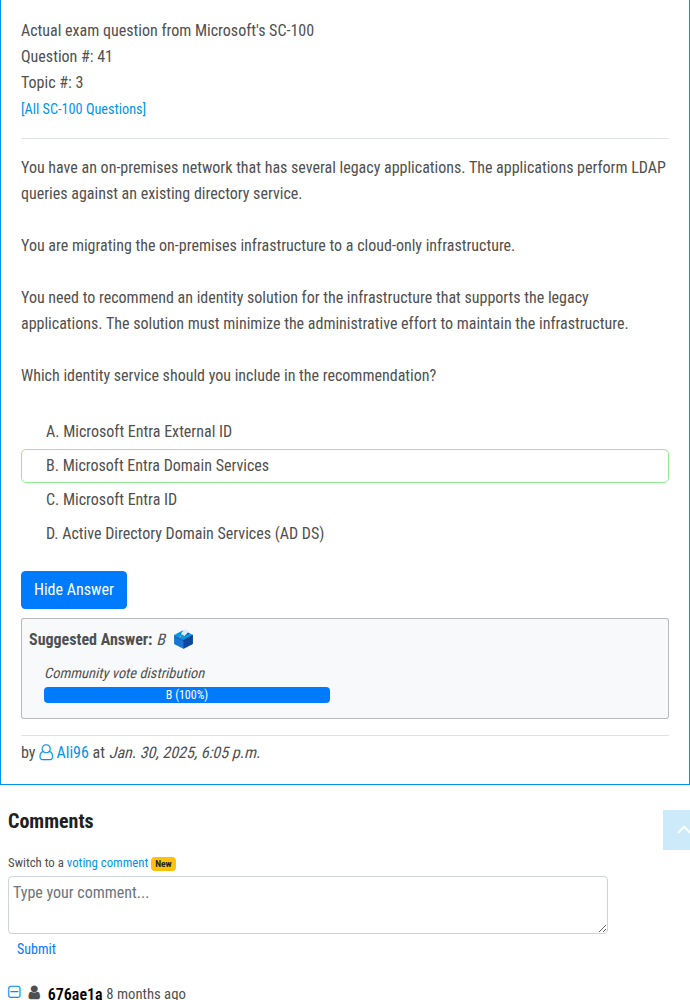 Actual exam question from Microsoft's SC-100
Question #: 41
Topic #: 3
[All SC-100 Questions]
You have an on-premises network that has several legacy applications. The applications perform LDAP
queries against an existing directory service.
You are migrating the on-premises infrastructure to a cloud-only infrastructure.
You need to recommend an identity solution for the infrastructure that supports the legacy
applications. The solution must minimize the administrative effort to maintain the infrastructure.
Which identity service should you include in the recommendation?
A. Microsoft Entra External ID
B. Microsoft Entra Domain Services
C. Microsoft Entra ID
D. Active Directory Domain Services (AD DS)
Hide Answer
Suggested Answer: B
Community vote distribution
B (100%)
by Ali96 at Jan. 30, 2025, 6:05 p.m.
Comments
Switch to a voting comment New
Type your comment...
Submit
676ae1a 8 months ago